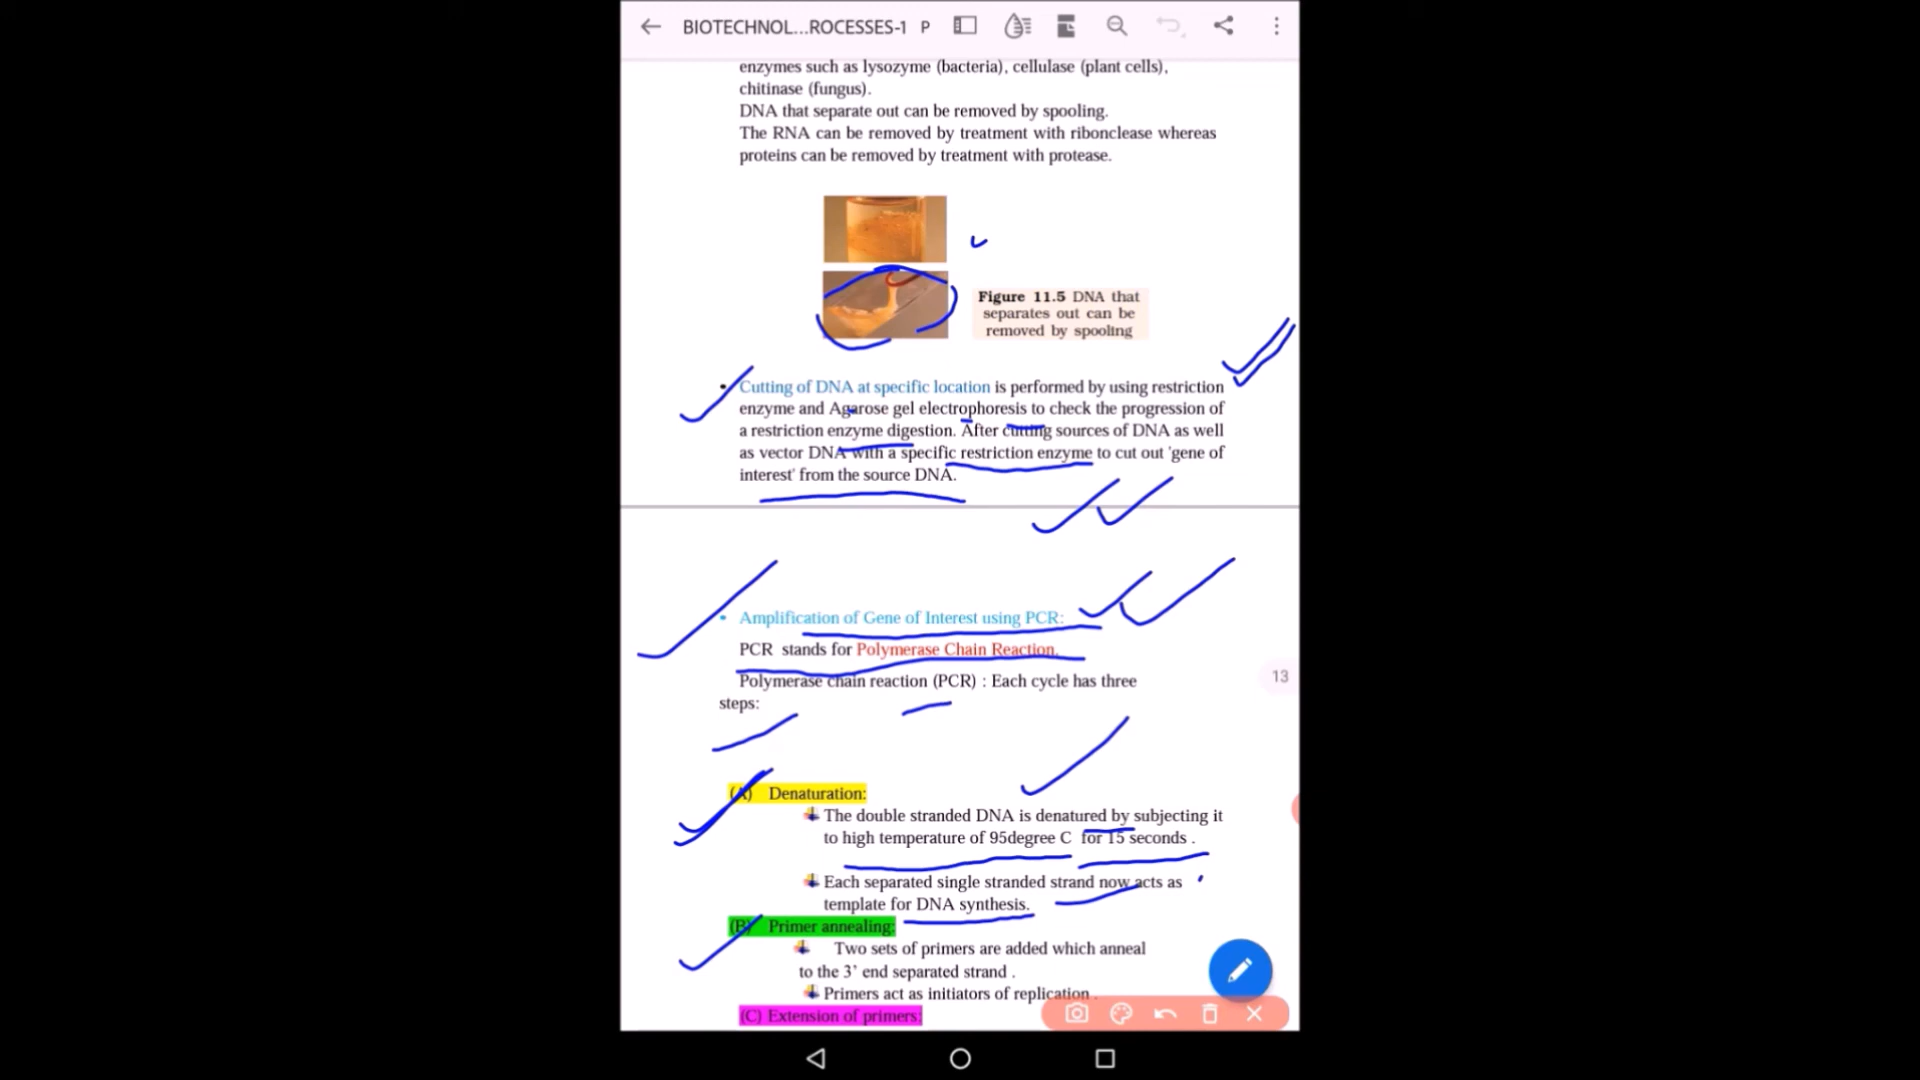 BIOTECHNOL...ROCESSES-1 P
enzymes such as lysozyme (bacteria), cellulase (plant cells),
chitinase (fungus).
DNA that separate out can be removed by spooling.
The RNA can be removed by treatment with ribonclease whereas
proteins can be removed by treatment with protease.
Figure 11.5 DNA that
separates out can be
removed by spooling
• Cutting of DNA at specific location is performed by using restriction
enzyme and Agarose gel electrophoresis to check the progression of
a restriction enzyme digestion. After cutting sources of DNA as well
as vector DNA with a specific restriction enzyme to cut out 'gene of
interest' from the source DNA.
• Amplification of Gene of Interest using PCR:
PCR stands for Polymerase Chain Reaction.
Polymerase chain reaction (PCR) : Each cycle has three
steps:
13
(A) Denaturation:
The double stranded DNA is denatured by subjecting it
to high temperature of 95degree C for 15 seconds .
Each separated single stranded strand now acts as
template for DNA synthesis.
(B) Primer annealing:
Two sets of primers are added which anneal
to the 3' end separated strand .
Primers act as initiators of replication .
(C) Extension of primers: